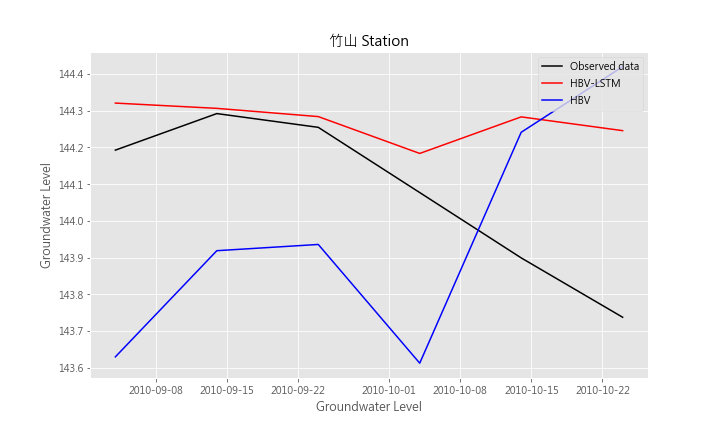 竹山 Station
Observed data
HBV-LSTM
HBV
Groundwater Level
144.4
144.3
144.2
144.1
144.0
143.9
143.8
143.7
143.6
2010-09-08 2010-09-15 2010-09-22 2010-10-01 2010-10-08 2010-10-15 2010-10-22
Groundwater Level